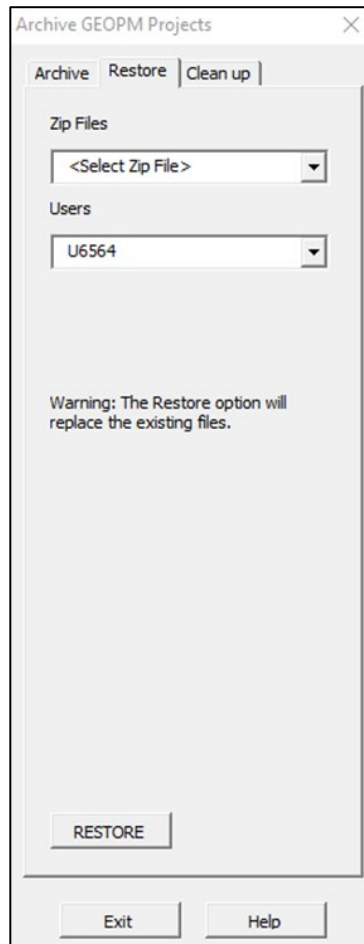 Archive GEOPM Projects
Archive Restore Clean up
Zip Files
<Select Zip File>
Users
U6564
Warning: The Restore option will
replace the existing files.
RESTORE
Exit Help